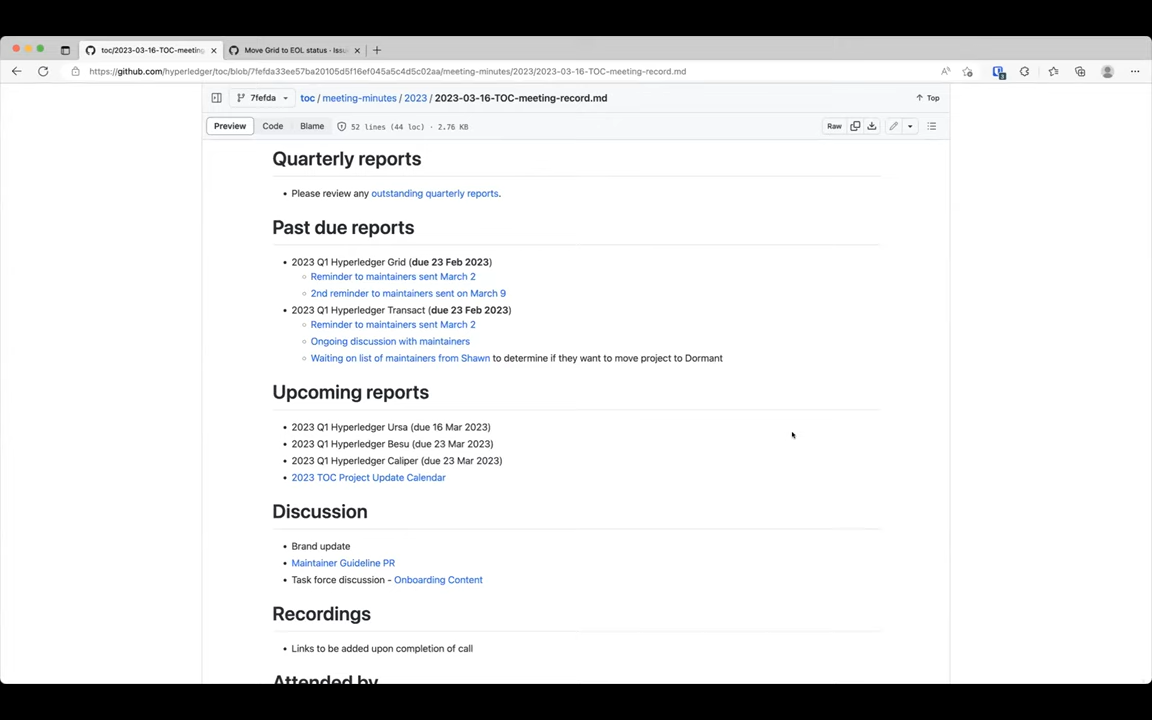 toc/2023-03-16-TOC-meeting-
Move Grid to EOL status · Issu
https://github.com/hyperledger/toc/blob/7fefda33ee57ba20105d5f16ef045a5c4d5c02aa/meeting-minutes/2023/2023-03-16-TOC-meeting-record.md
7fefda
toc / meeting-minutes / 2023 / 2023-03-16-TOC-meeting-record.md
Top
Preview Code Blame 52 lines (44 loc) · 2.76 KB Raw
Quarterly reports
• Please review any outstanding quarterly reports.
Past due reports
• 2023 Q1 Hyperledger Grid (due 23 Feb 2023)
◦ Reminder to maintainers sent March 2
◦ 2nd reminder to maintainers sent on March 9
• 2023 Q1 Hyperledger Transact (due 23 Feb 2023)
◦ Reminder to maintainers sent March 2
◦ Ongoing discussion with maintainers
◦ Waiting on list of maintainers from Shawn to determine if they want to move project to Dormant
Upcoming reports
• 2023 Q1 Hyperledger Ursa (due 16 Mar 2023)
• 2023 Q1 Hyperledger Besu (due 23 Mar 2023)
• 2023 Q1 Hyperledger Caliper (due 23 Mar 2023)
• 2023 TOC Project Update Calendar
Discussion
• Brand update
• Maintainer Guideline PR
• Task force discussion - Onboarding Content
Recordings
• Links to be added upon completion of call
Attended by